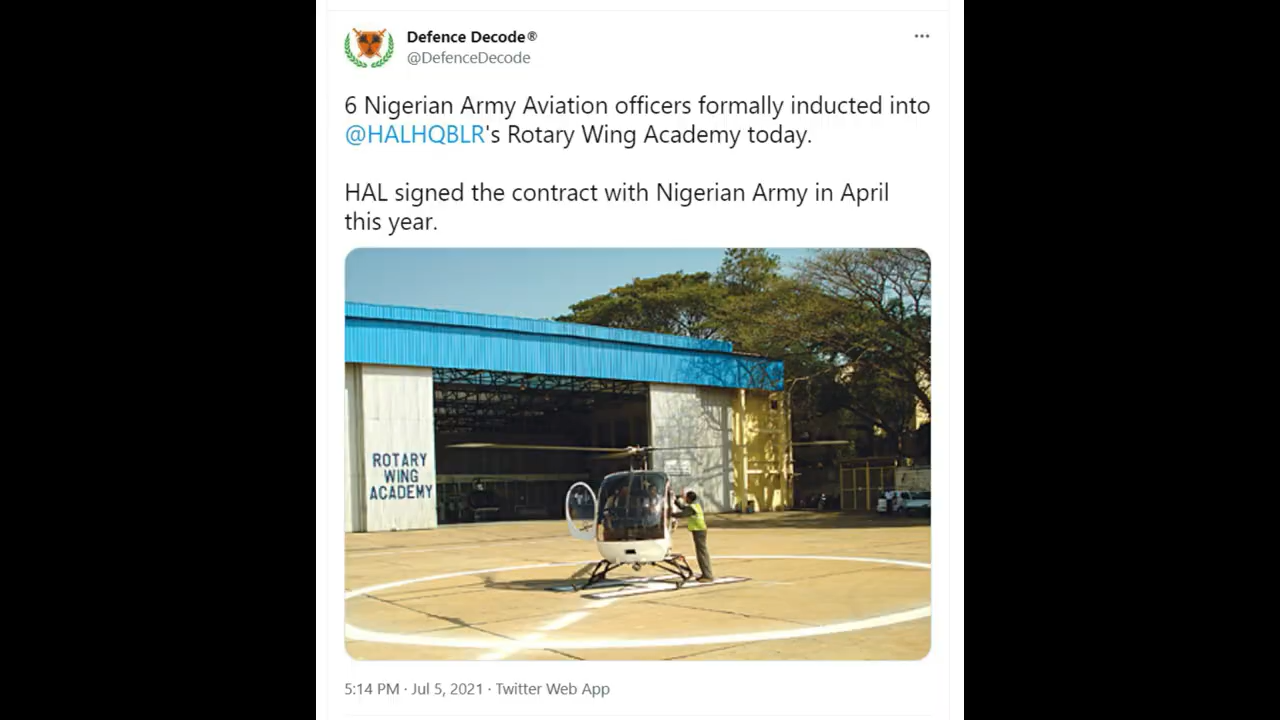 Defence Decode®
@DefenceDecode
6 Nigerian Army Aviation officers formally inducted into
@HALHQBLR's Rotary Wing Academy today.
HAL signed the contract with Nigerian Army in April
this year.
ROTARY
WING
ACADEMY
5:14 PM · Jul 5, 2021 · Twitter Web App